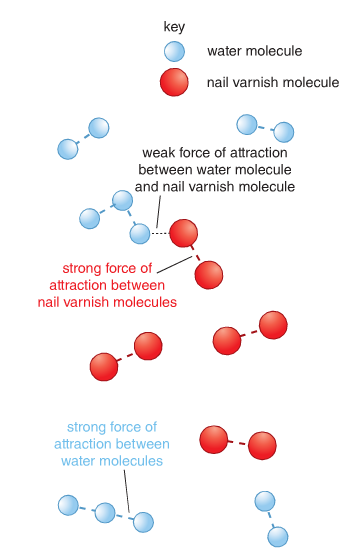 key
water molecule
nail varnish molecule
weak force of attraction
between water molecule
and nail varnish molecule
strong force of
attraction between
nail varnish molecules
strong force of
attraction between
water molecules